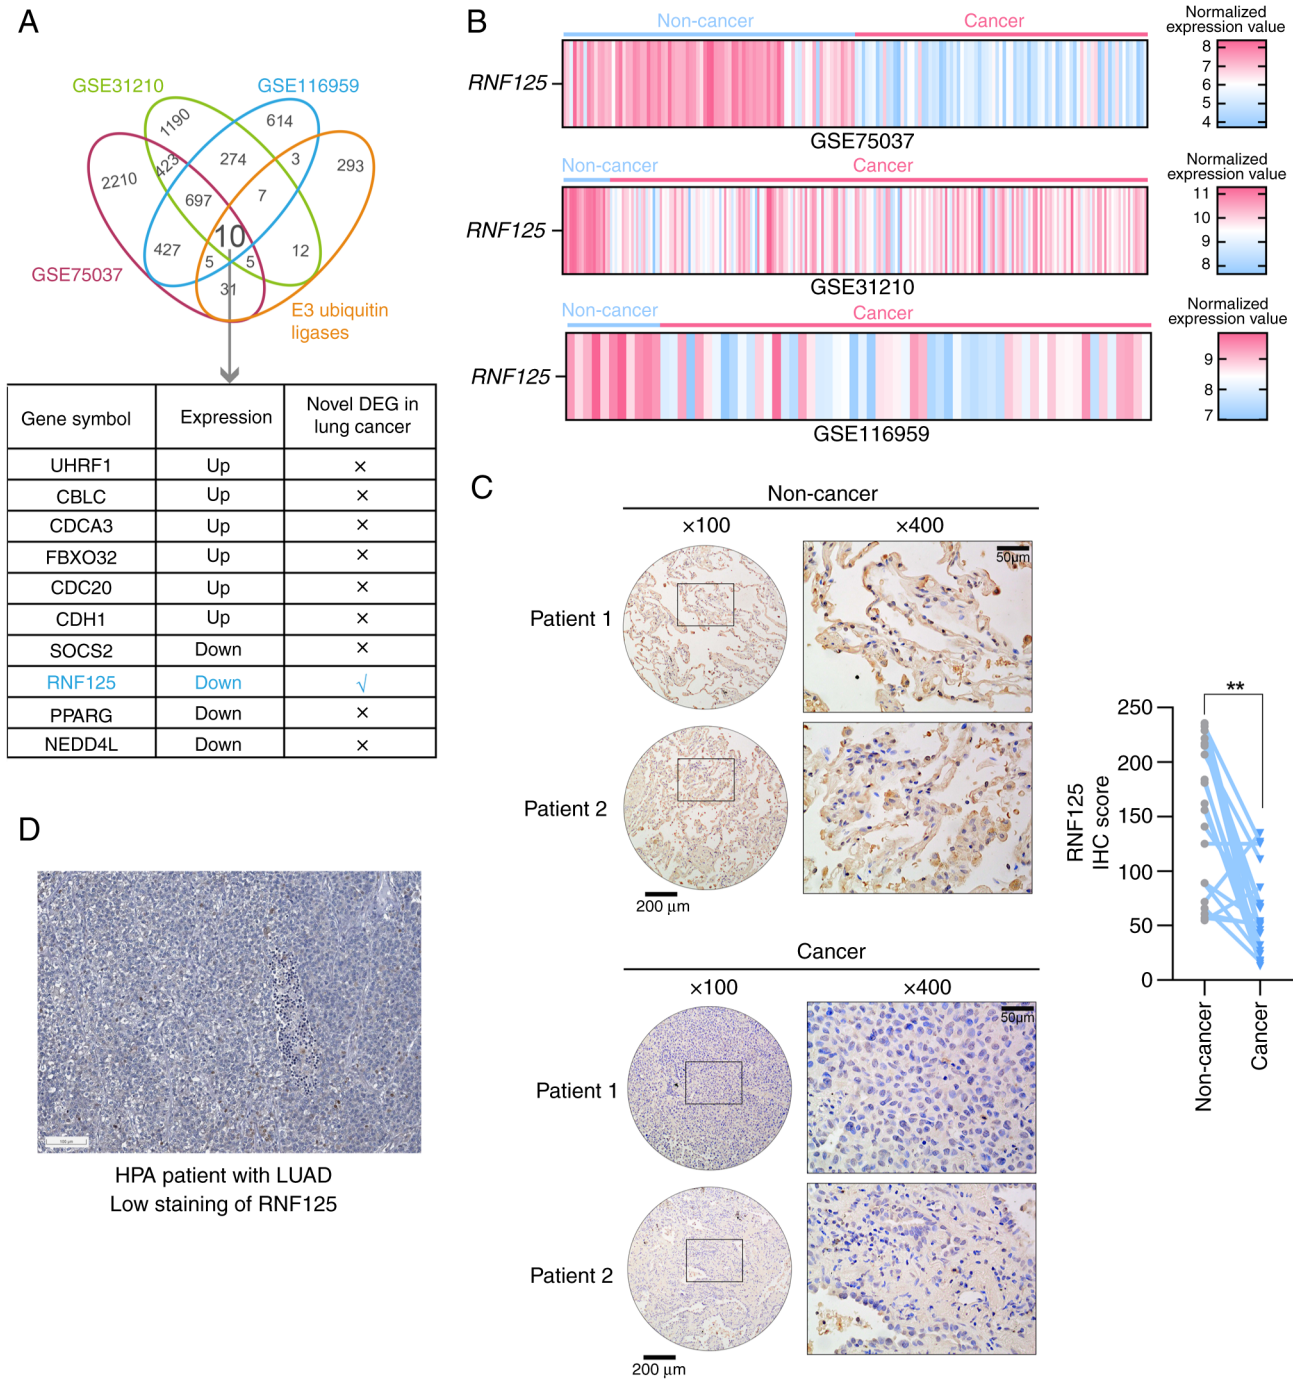 A
GSE31210
GSE116959
1190
614
423
274
3
293
2210
697
7
10
427
5
5
12
31
GSE75037
E3 ubiquitin
ligases
Gene symbol Expression Novel DEG in
lung cancer
UHRF1 Up ×
CBLC Up ×
CDCA3 Up ×
FBXO32 Up ×
CDC20 Up ×
CDH1 Up ×
SOCS2 Down ×
RNF125 Down √
PPARG Down ×
NEDD4L Down ×
B
Non-cancer Cancer
Normalized
expression value
RNF125
8
7
6
5
4
GSE75037
Non-cancer Cancer
Normalized
expression value
RNF125
11
10
9
8
GSE31210
Non-cancer Cancer
Normalized
expression value
RNF125
9
8
7
GSE116959
C
Non-cancer
×100 ×400
50μm
Patient 1
Patient 2
200 μm
Cancer
×100 ×400
50μm
Patient 1
Patient 2
200 μm
**
RNF125
IHC score
250
200
150
100
50
0
Non-cancer
Cancer
D
HPA patient with LUAD
Low staining of RNF125